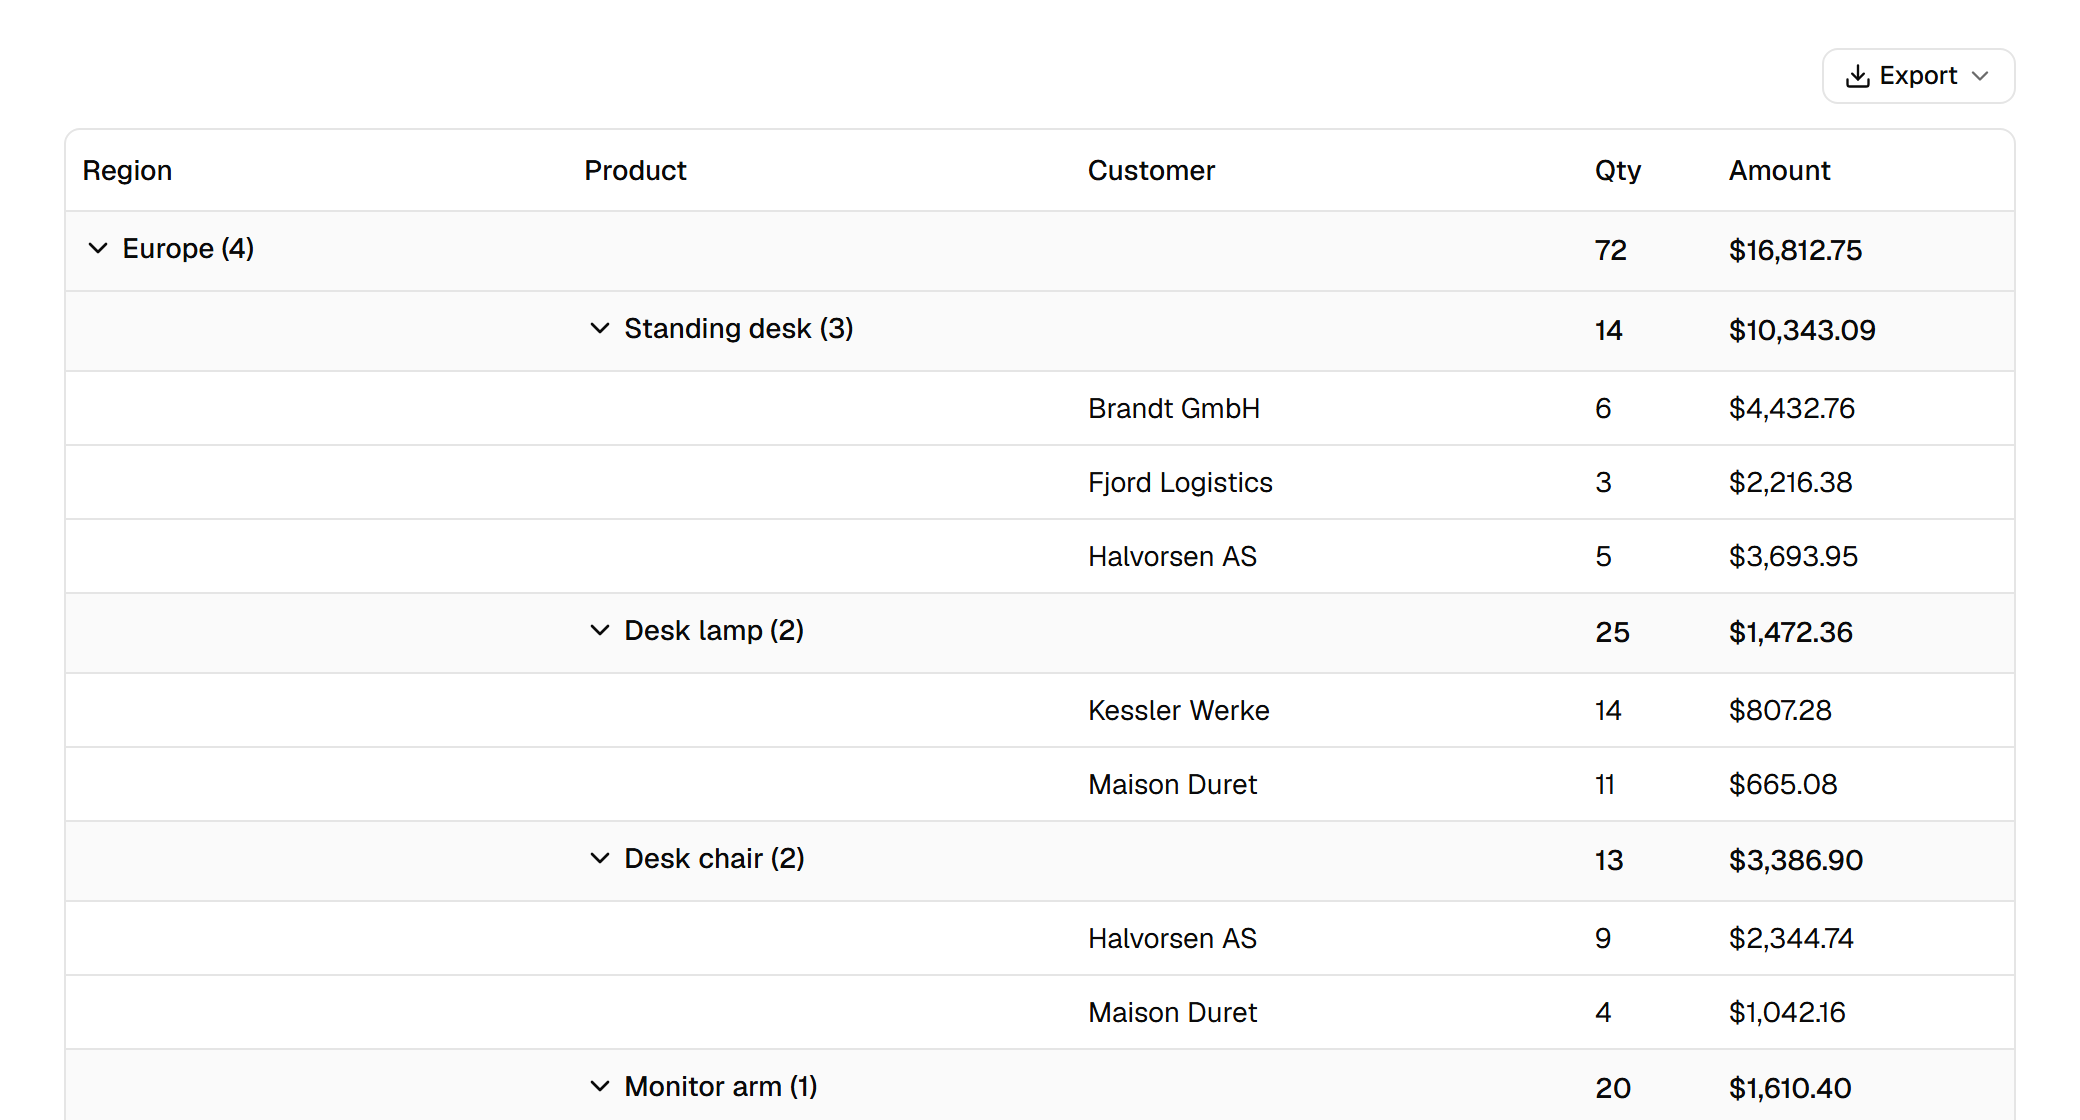 Export
Region Product Customer Qty Amount
Europe (4) 72 $16,812.75
Standing desk (3) 14 $10,343.09
Brandt GmbH 6 $4,432.76
Fjord Logistics 3 $2,216.38
Halvorsen AS 5 $3,693.95
Desk lamp (2) 25 $1,472.36
Kessler Werke 14 $807.28
Maison Duret 11 $665.08
Desk chair (2) 13 $3,386.90
Halvorsen AS 9 $2,344.74
Maison Duret 4 $1,042.16
Monitor arm (1) 20 $1,610.40